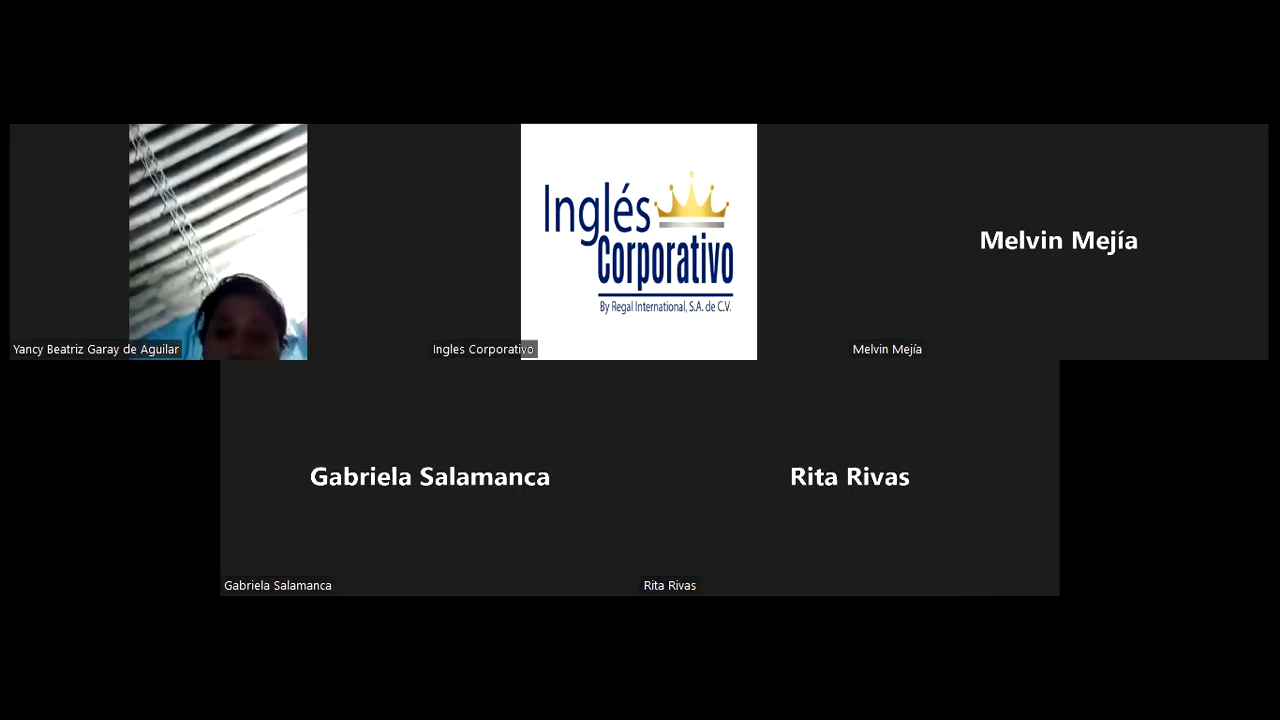 Inglés
Corporativo
By Regal International, S.A. de C.V.
Melvin Mejía
Yancy Beatriz Garay de Aguilar
Ingles Corporativo
Melvin Mejía
Gabriela Salamanca
Rita Rivas
Gabriela Salamanca
Rita Rivas